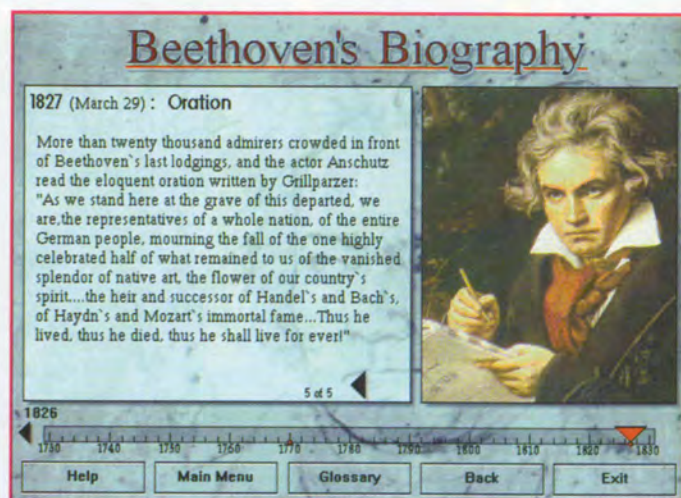 Beethoven's Biography
1827 (March 29) : Oration
More than twenty thousand admirers crowded in front
of Beethoven`s last lodgings, and the actor Anschutz
read the eloquent oration written by Grillparzer:
"As we stand here at the grave of this departed, we
are,the representatives of a whole nation, of the entire
German people, mourning the fall of the one highly
celebrated half of what remained to us of the vanished
splendor of native art, the flower of our country`s
spirit....the heir and successor of Handel`s and Bach`s,
of Haydn`s and Mozart`s immortal fame...Thus he
lived, thus he died, thus he shall live for ever!"
5 of 5
1826
1730 1740 1750 1760 1770 1780 1790 1800 1810 1820 1830
Help Main Menu Glossary Back Exit